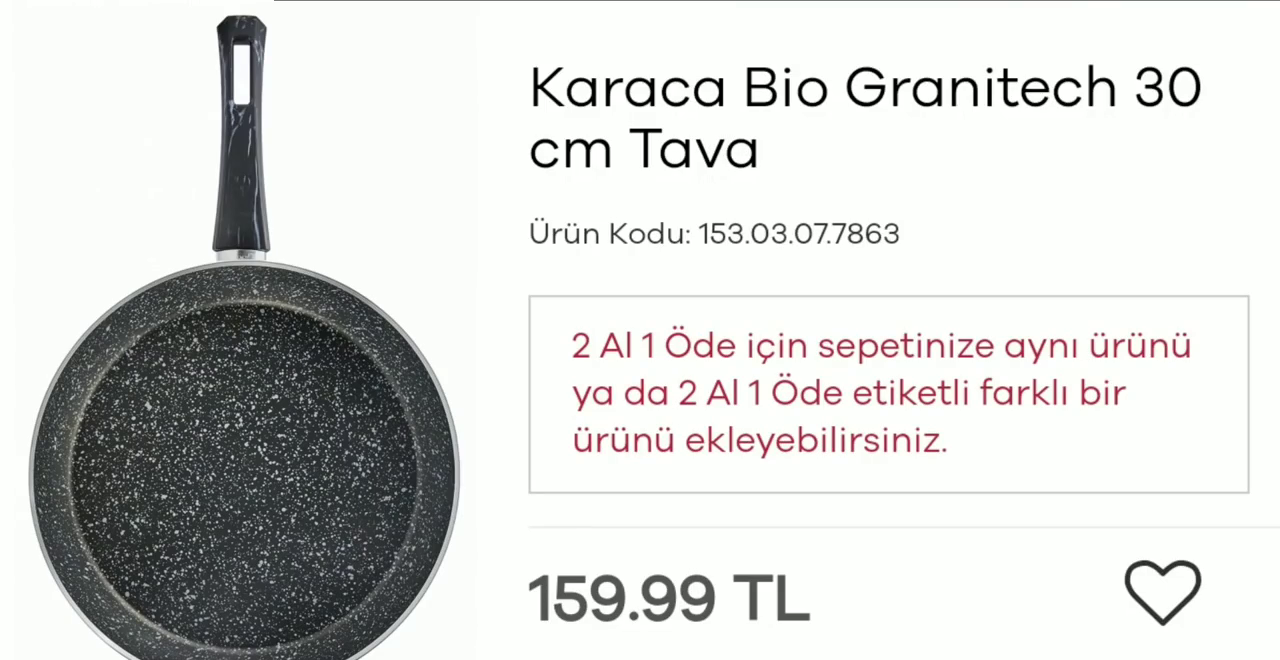 Karaca Bio Granitech 30
cm Tava
Ürün Kodu: 153.03.07.7863
2 Al 1 Öde için sepetinize aynı ürünü
ya da 2 Al 1 Öde etiketli farklı bir
ürünü ekleyebilirsiniz.
159.99 TL